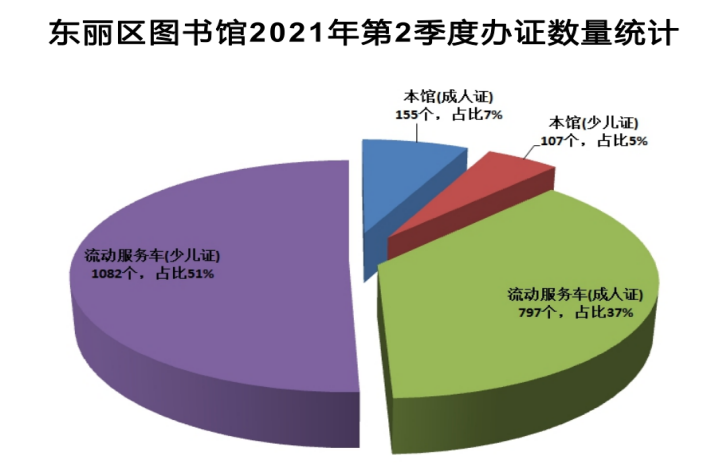 东丽区图书馆2021年第2季度办证数量统计
本馆(成人证)
155个，占比7%
本馆(少儿证)
107个，占比5%
流动服务车(少儿证)
1082个，占比51%
流动服务车(成人证)
797个，占比37%